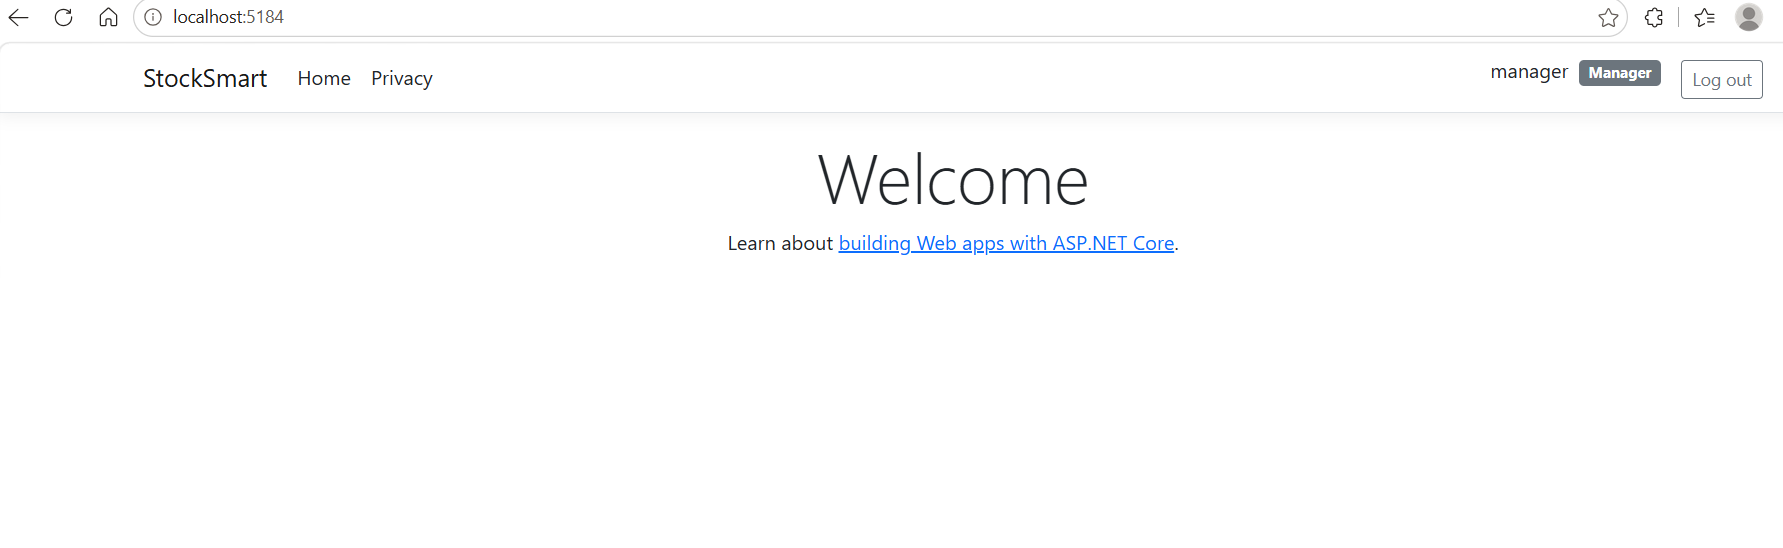 localhost:5184
StockSmart Home Privacy manager Manager Log out
Welcome
Learn about building Web apps with ASP.NET Core.